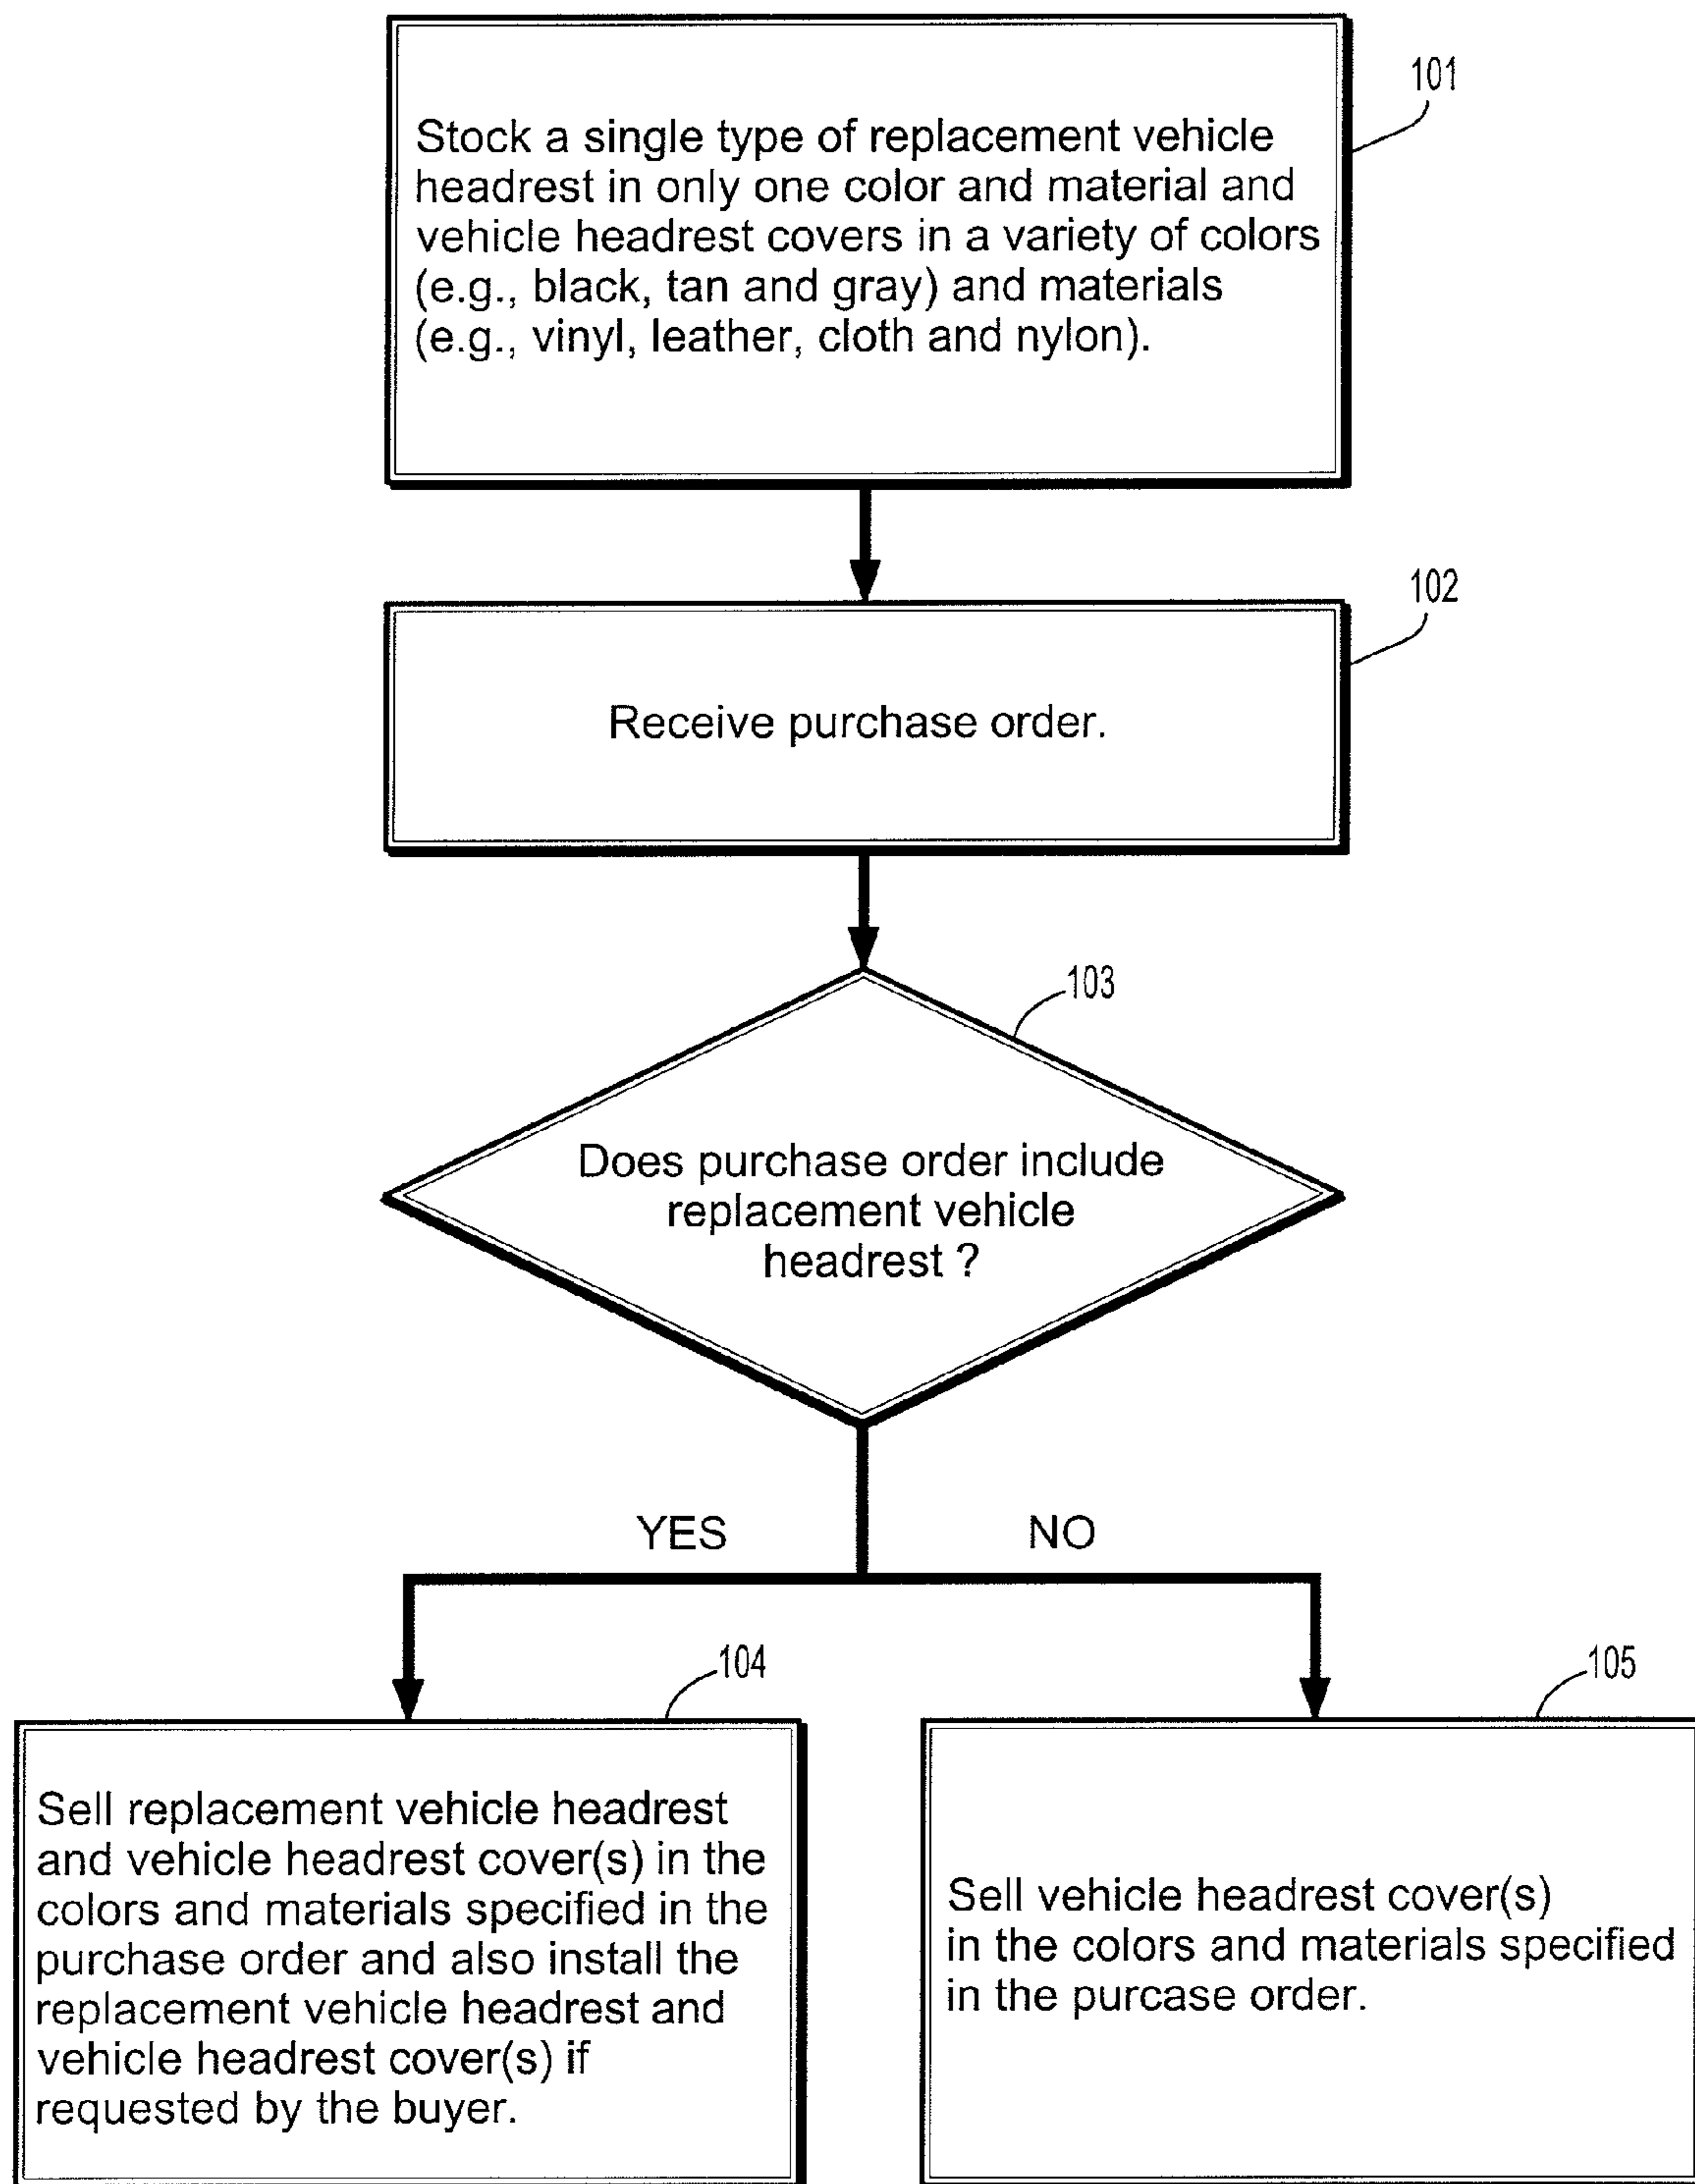 101
Stock a single type of replacement vehicle
headrest in only one color and material and
vehicle headrest covers in a variety of colors
(e.g., black, tan and gray) and materials
(e.g., vinyl, leather, cloth and nylon).
102
Receive purchase order.
103
Does purchase order include
replacement vehicle
headrest ?
YES
NO
104
Sell replacement vehicle headrest
and vehicle headrest cover(s) in the
colors and materials specified in the
purchase order and also install the
replacement vehicle headrest and
vehicle headrest cover(s) if
requested by the buyer.
105
Sell vehicle headrest cover(s)
in the colors and materials specified
in the purcase order.